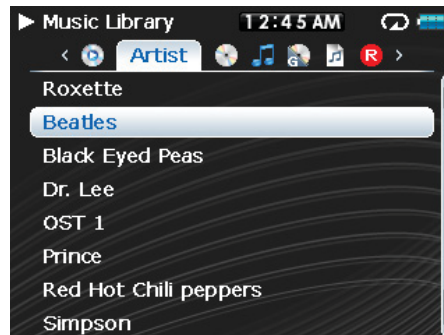 Music Library 12:45 AM
Artist G R
Roxette
Beatles
Black Eyed Peas
Dr. Lee
OST 1
Prince
Red Hot Chili peppers
Simpson